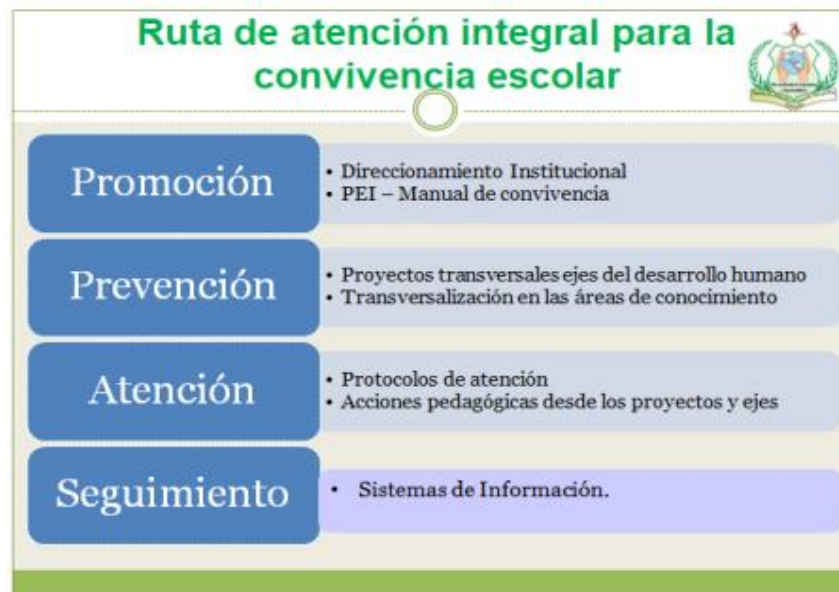 Ruta de atención integral para la
convivencia escolar
Promoción
• Direccionamiento Institucional
• PEI – Manual de convivencia
Prevención
• Proyectos transversales ejes del desarrollo humano
• Transversalización en las áreas de conocimiento
Atención
• Protocolos de atención
• Acciones pedagógicas desde los proyectos y ejes
Seguimiento
• Sistemas de Información.